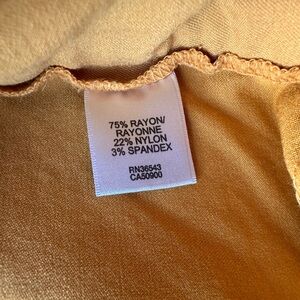 75% RAYON/
RAYONNE
22% NYLON
3% SPANDEX
RN36543
CA50900